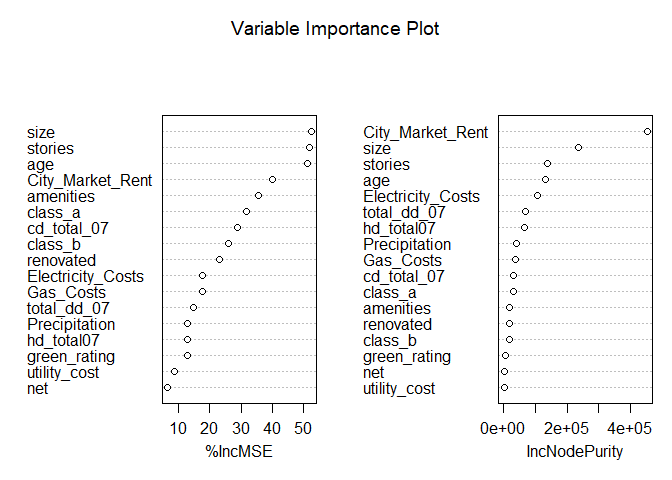 Variable Importance Plot
size
stories
age
City_Market_Rent
amenities
class_a
cd_total_07
class_b
renovated
Electricity_Costs
Gas_Costs
total_dd_07
Precipitation
hd_total07
green_rating
utility_cost
net
10 20 30 40 50
%IncMSE
City_Market_Rent
size
stories
age
Electricity_Costs
total_dd_07
hd_total07
Precipitation
Gas_Costs
cd_total_07
class_a
amenities
renovated
class_b
green_rating
net
utility_cost
0e+00 2e+05 4e+05
IncNodePurity